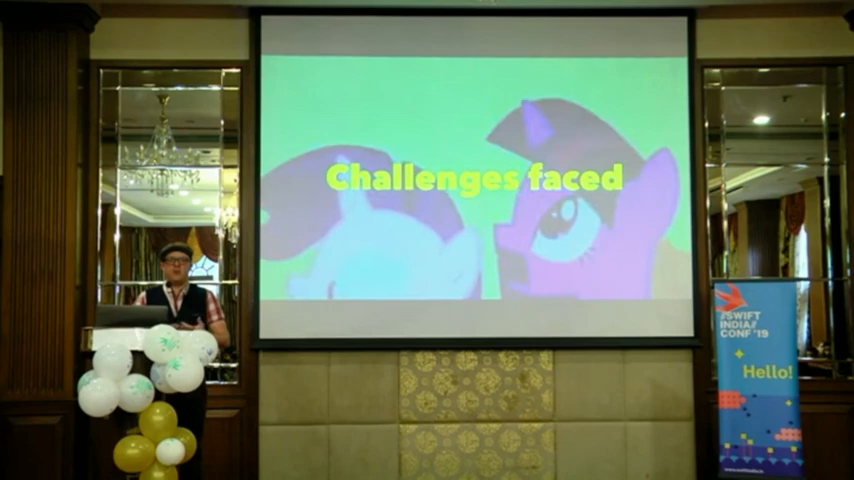 Challenges faced
//SWIFT
INDIA//
CONF '19
Hello!